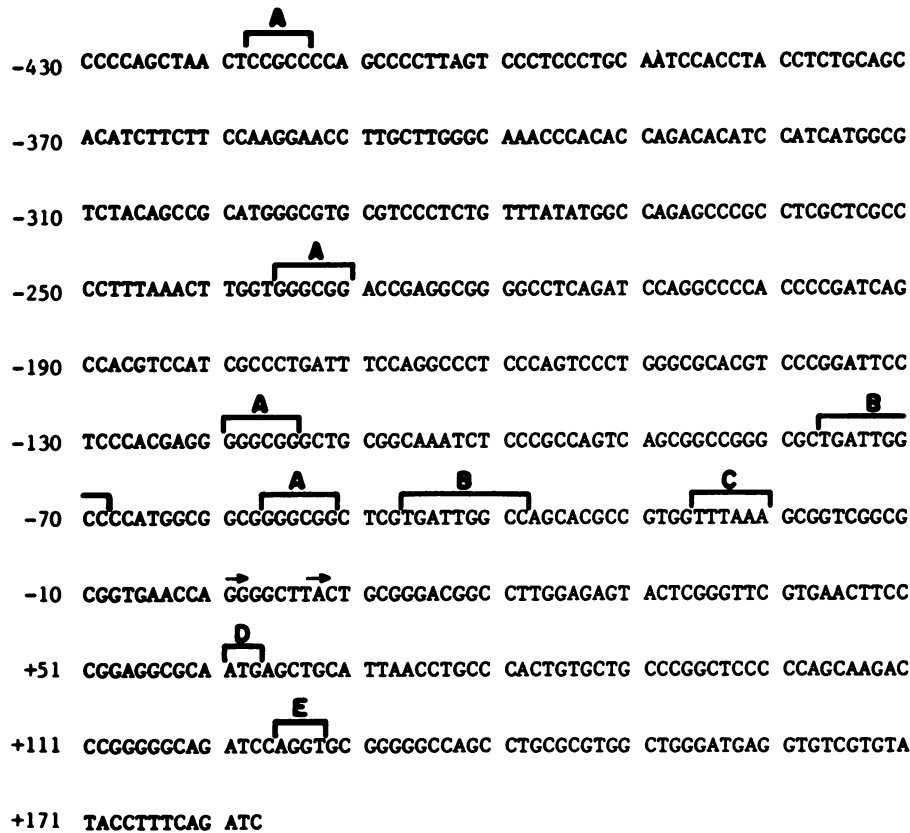 A
-430 CCCCAGCTAA CTCCGCCCCA GCCCCTTAGT CCCTCCCTGC AATCCACCTA CCTCTGCAGC
-370 ACATCTTCTT CCAAGGAACC TTGCTTGGGC AAACCCACAC CAGACACATC CATCATGGCG
-310 TCTACAGCCG CATGGGCGTG CGTCCCTCTG TTTATATGGC CAGAGCCCGC CTCGCTCGCC
A
-250 CCTTTAAACT TGGTGGGCGG ACCGAGGCGG GGCCTCAGAT CCAGGCCCCA CCCCGATCAG
-190 CCACGTCCAT CGCCCTGATT TCCAGGCCCT CCCAGTCCCT GGGCGCACGT CCCGGATTCC
A B
-130 TCCCACGAGG GGGCGGGCTG CGGCAAATCT CCCGCCAGTC AGCGGCCGGG CGCTGATTGG
A B C
-70 CCCCATGGCG GCGGGGCGGC TCGTGATTGG CCAGCACGCC GTGGTTTAAA GCGGTCGGCG
-10 CGGTGAACCA GGGGCTTACT GCGGGACGGC CTTGGAGAGT ACTCGGGTTC GTGAACTTCC
D
+51 CGGAGGCGCA ATGAGCTGCA TTAACCTGCC CACTGTGCTG CCCGGCTCCC CCAGCAAGAC
E
+111 CCGGGGGCAG ATCCAGGTGC GGGGGCCAGC CTGCGCGTGG CTGGGATGAG GTGTCGTGTA
+171 TACCTTTCAG ATC